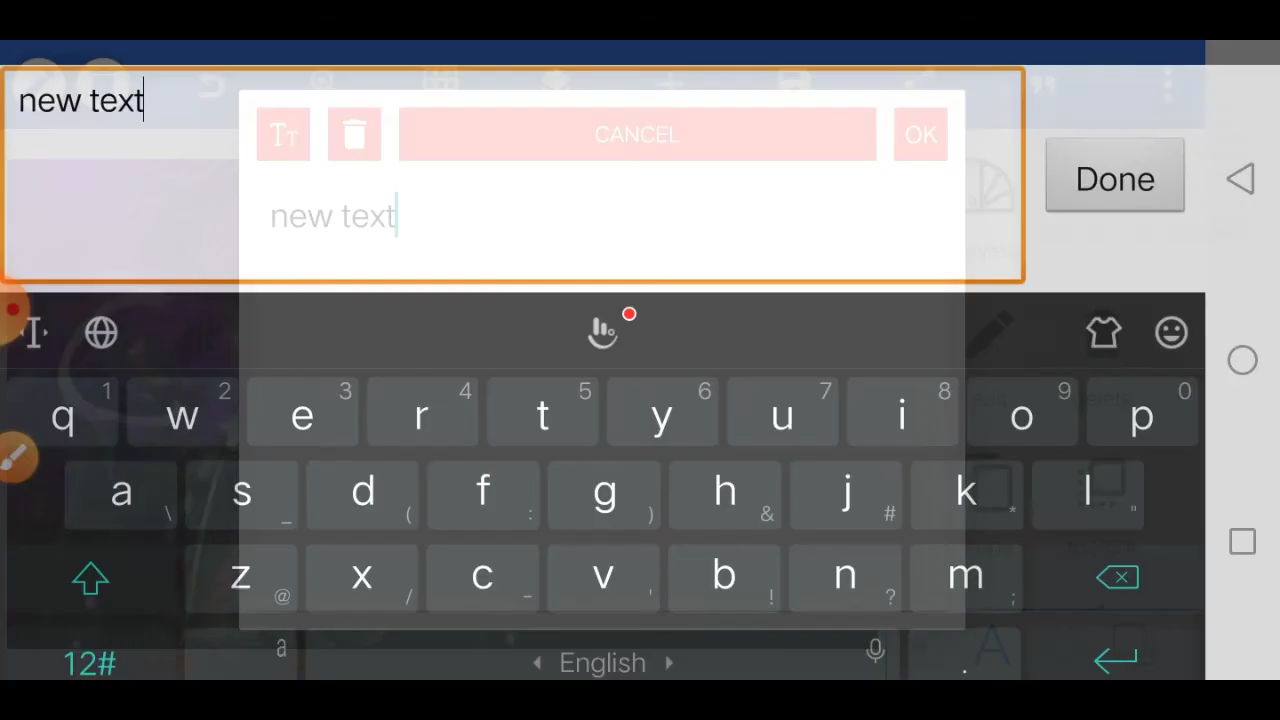 new text
Tт CANCEL OK
new text
Done
1 2 3 4 5 6 7 8 9 0
q w e r t y u i o p
a s d f g h j k l
\ _ ( : ) & # * "
z x c v b n m
@ / - ' ! ? ;
12# a English . A